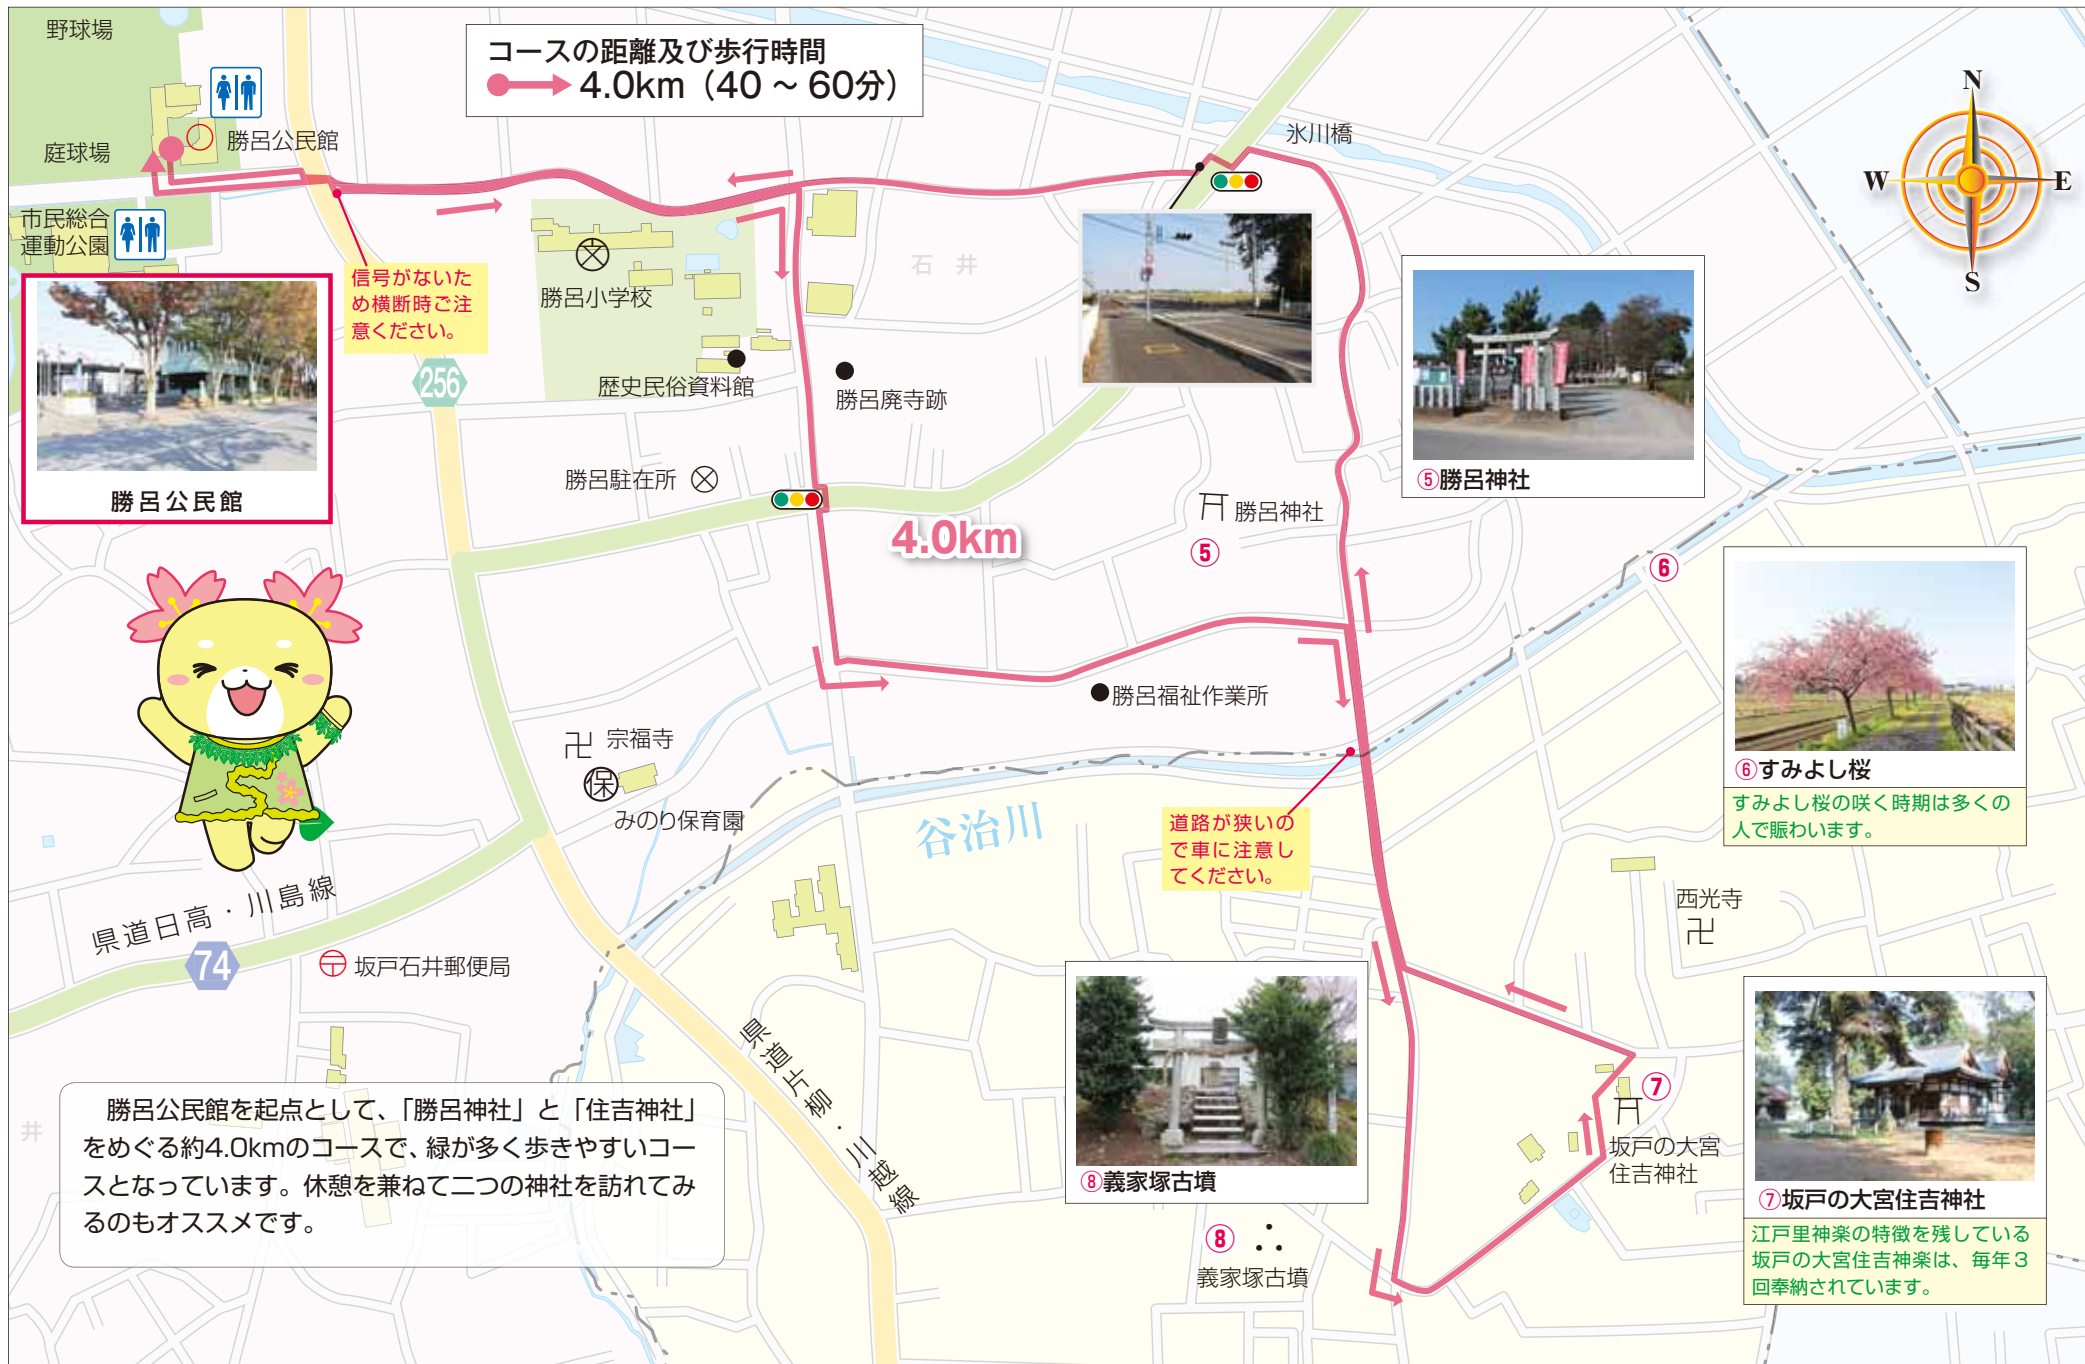 野球場
コースの距離及び歩行時間
4.0km（40 ～ 60分）
N
W
E
S
氷川橋
勝呂公民館
庭球場
市民総合
運動公園
信号がないた
め横断時ご注
意ください。
勝呂小学校
石井
256
歴史民俗資料館
勝呂廃寺跡
勝呂公民館
勝呂駐在所
⑤勝呂神社
勝呂神社
⑤
4.0km
⑥
勝呂福祉作業所
宗福寺
保
みのり保育園
谷治川
道路が狭いの
で車に注意し
てください。
⑥すみよし桜
すみよし桜の咲く時期は多くの
人で賑わいます。
西光寺
県道日高・川島線
74
坂戸石井郵便局
県道片柳・川越線
⑦
坂戸の大宮
住吉神社
⑧義家塚古墳
⑧
義家塚古墳
⑦坂戸の大宮住吉神社
江戸里神楽の特徴を残している
坂戸の大宮住吉神楽は、毎年３
回奉納されています。
井
勝呂公民館を起点として、「勝呂神社」と「住吉神社」
をめぐる約4.0kmのコースで、緑が多く歩きやすいコー
スとなっています。休憩を兼ねて二つの神社を訪れてみ
るのもオススメです。